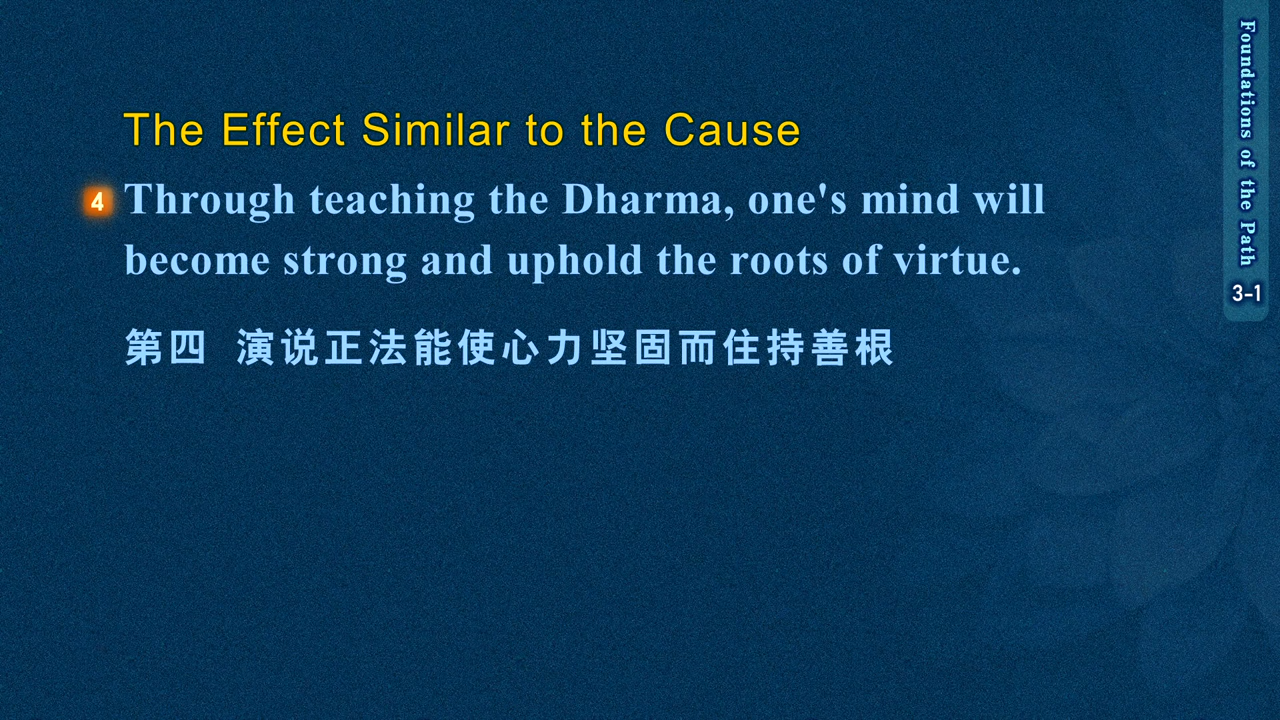 The Effect Similar to the Cause
4 Through teaching the Dharma, one's mind will
become strong and uphold the roots of virtue.
第四 演说正法能使心力坚固而住持善根
Foundations of the Path
3-1